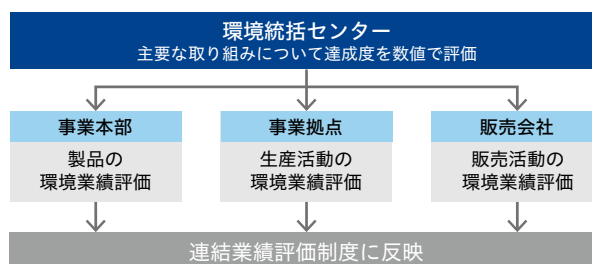 環境統括センター
主要な取り組みについて達成度を数値で評価
事業本部
製品の
環境業績評価
事業拠点
生産活動の
環境業績評価
販売会社
販売活動の
環境業績評価
連結業績評価制度に反映